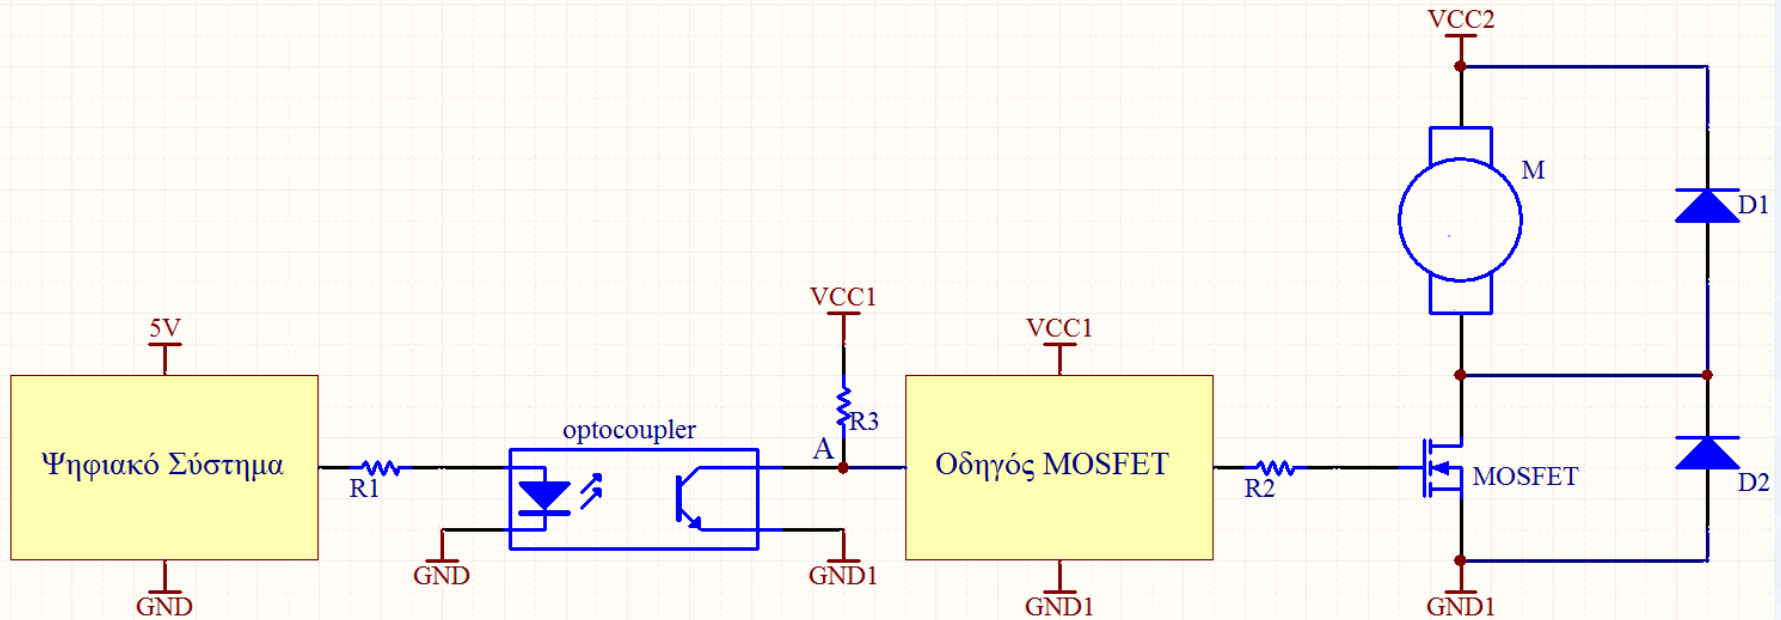 VCC2
M
D1
VCC1
5V
VCC1
R3
optocoupler
A
Ψηφιακό Σύστημα
R1
Οδηγός MOSFET
R2
MOSFET
D2
GND
GND1
GND
GND1
GND1